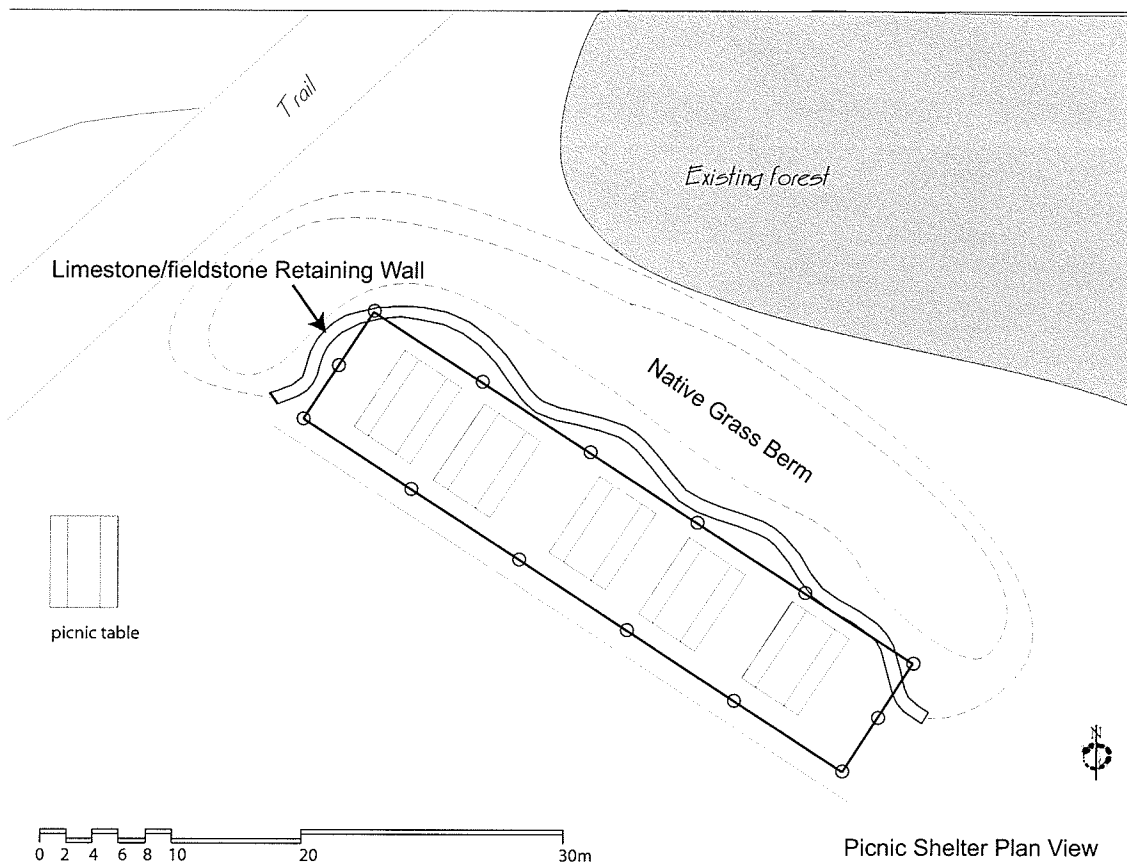 Trail
Existing forest
Limestone/fieldstone Retaining Wall
Native Grass Berm
picnic table
N
0 2 4 6 8 10 20 30m
Picnic Shelter Plan View